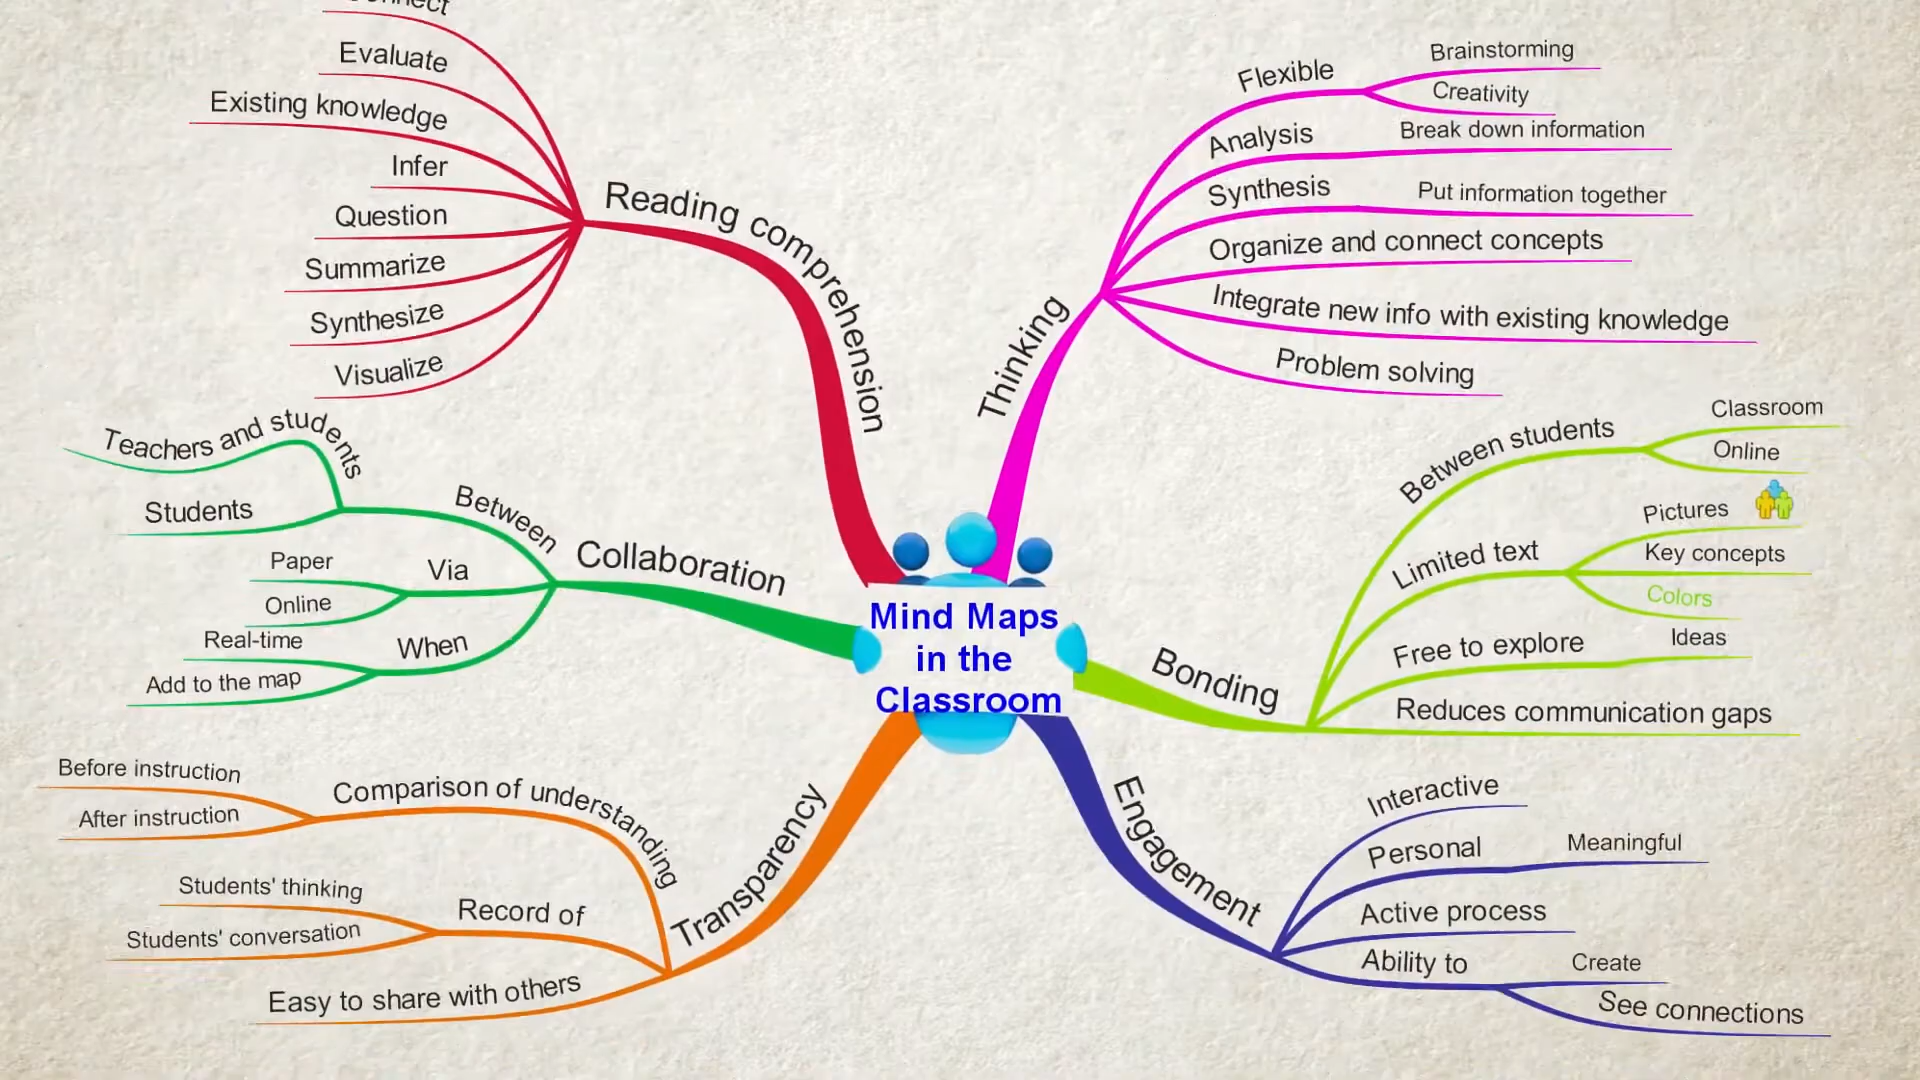 Mind Maps
in the
Classroom
Reading comprehension
Evaluate
Existing knowledge
Infer
Question
Summarize
Synthesize
Visualize
Thinking
Flexible
Brainstorming
Creativity
Analysis
Break down information
Synthesis
Put information together
Organize and connect concepts
Integrate new info with existing knowledge
Problem solving
Collaboration
Between
Teachers and students
Students
Via
Paper
Online
When
Real-time
Add to the map
Bonding
Between students
Classroom
Online
Limited text
Pictures
Key concepts
Colors
Free to explore
Ideas
Reduces communication gaps
Transparency
Comparison of understanding
Before instruction
After instruction
Record of
Students' thinking
Students' conversation
Easy to share with others
Engagement
Interactive
Personal
Meaningful
Active process
Ability to
Create
See connections